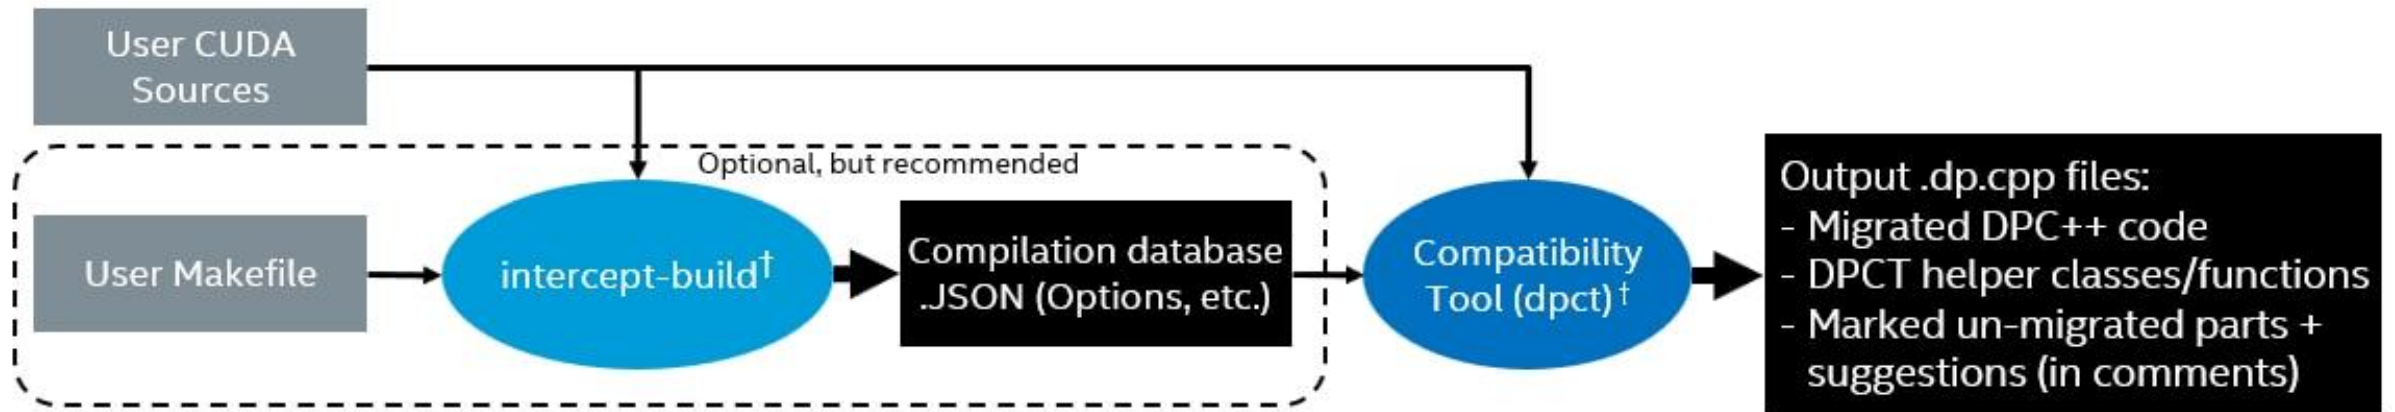 User CUDA
Sources
Optional, but recommended
User Makefile
intercept-build†
Compilation database
.JSON (Options, etc.)
Compatibility
Tool (dpct)†
Output .dp.cpp files:
- Migrated DPC++ code
- DPCT helper classes/functions
- Marked un-migrated parts +
suggestions (in comments)